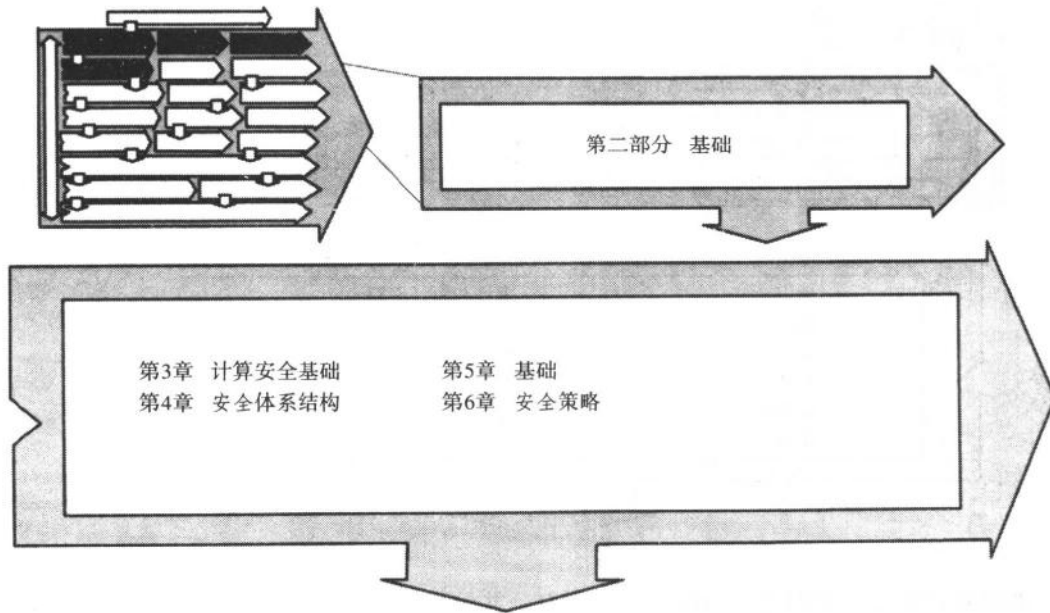 第二部分 基础
第3章 计算安全基础
第4章 安全体系结构
第5章 基础
第6章 安全策略